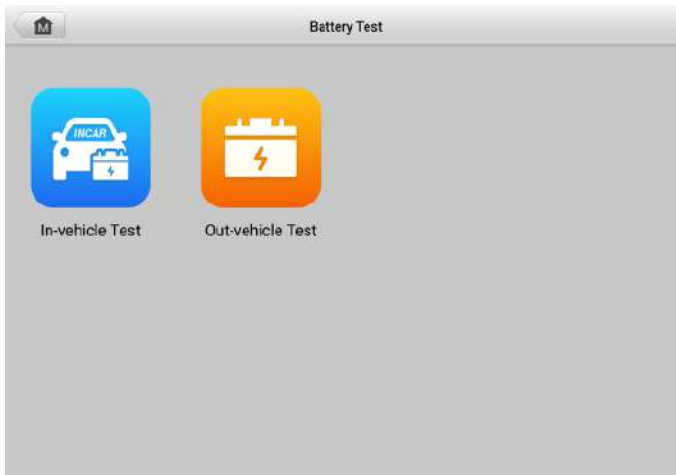 M
Battery Test
INCAR
In-vehicle Test
Out-vehicle Test